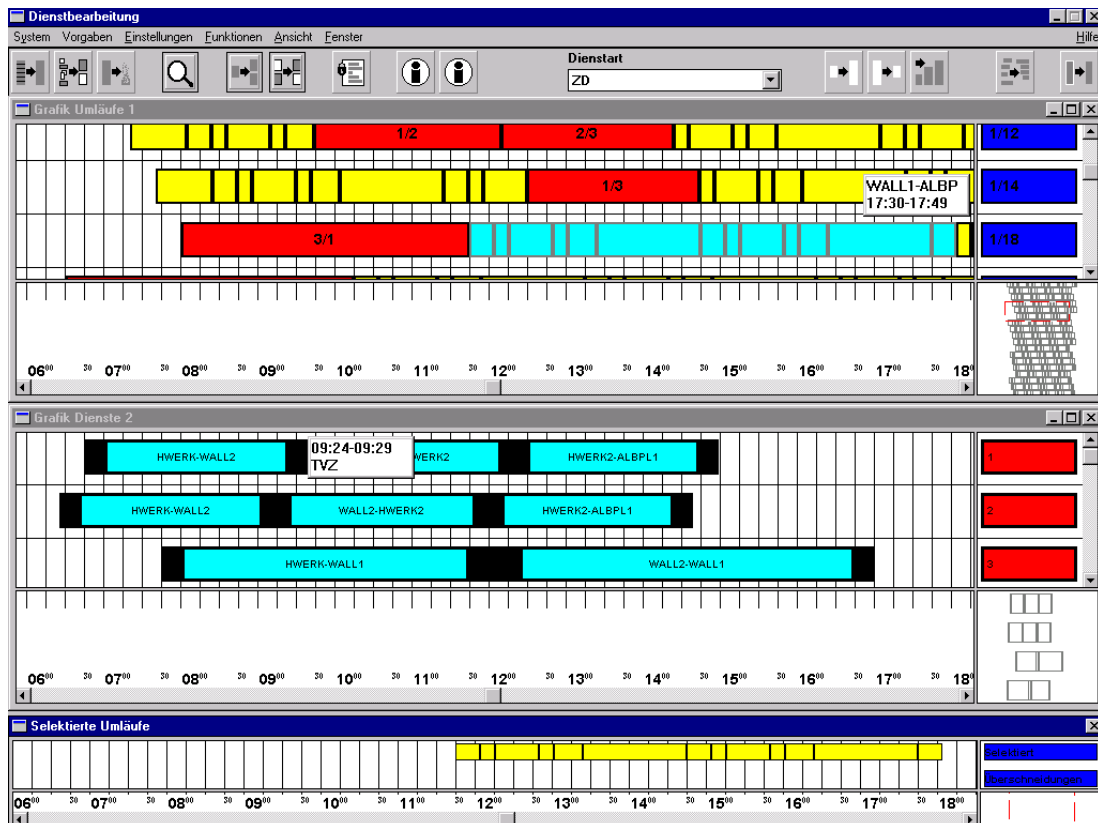 Dienstbearbeitung
System Vorgaben Einstellungen Funktionen Ansicht Fenster Hilfe
Dienstart
ZD
Grafik Umläufe 1
1/2 2/3 1/12
1/3 1/14
WALL1-ALBP
17:30-17:49
3/1 1/18
06⁰⁰ ³⁰ 07⁰⁰ ³⁰ 08⁰⁰ ³⁰ 09⁰⁰ ³⁰ 10⁰⁰ ³⁰ 11⁰⁰ ³⁰ 12⁰⁰ ³⁰ 13⁰⁰ ³⁰ 14⁰⁰ ³⁰ 15⁰⁰ ³⁰ 16⁰⁰ ³⁰ 17⁰⁰ ³⁰ 18⁰
Grafik Dienste 2
HWERK-WALL2 09:24-09:29 VERK2 HWERK2-ALBPL1 1
TVZ
HWERK-WALL2 WALL2-HWERK2 HWERK2-ALBPL1 2
HWERK-WALL1 WALL2-WALL1 3
06⁰⁰ ³⁰ 07⁰⁰ ³⁰ 08⁰⁰ ³⁰ 09⁰⁰ ³⁰ 10⁰⁰ ³⁰ 11⁰⁰ ³⁰ 12⁰⁰ ³⁰ 13⁰⁰ ³⁰ 14⁰⁰ ³⁰ 15⁰⁰ ³⁰ 16⁰⁰ ³⁰ 17⁰⁰ ³⁰ 18⁰
Selektierte Umläufe
Selektiert
Überschneidungen
06⁰⁰ ³⁰ 07⁰⁰ ³⁰ 08⁰⁰ ³⁰ 09⁰⁰ ³⁰ 10⁰⁰ ³⁰ 11⁰⁰ ³⁰ 12⁰⁰ ³⁰ 13⁰⁰ ³⁰ 14⁰⁰ ³⁰ 15⁰⁰ ³⁰ 16⁰⁰ ³⁰ 17⁰⁰ ³⁰ 18⁰⁰